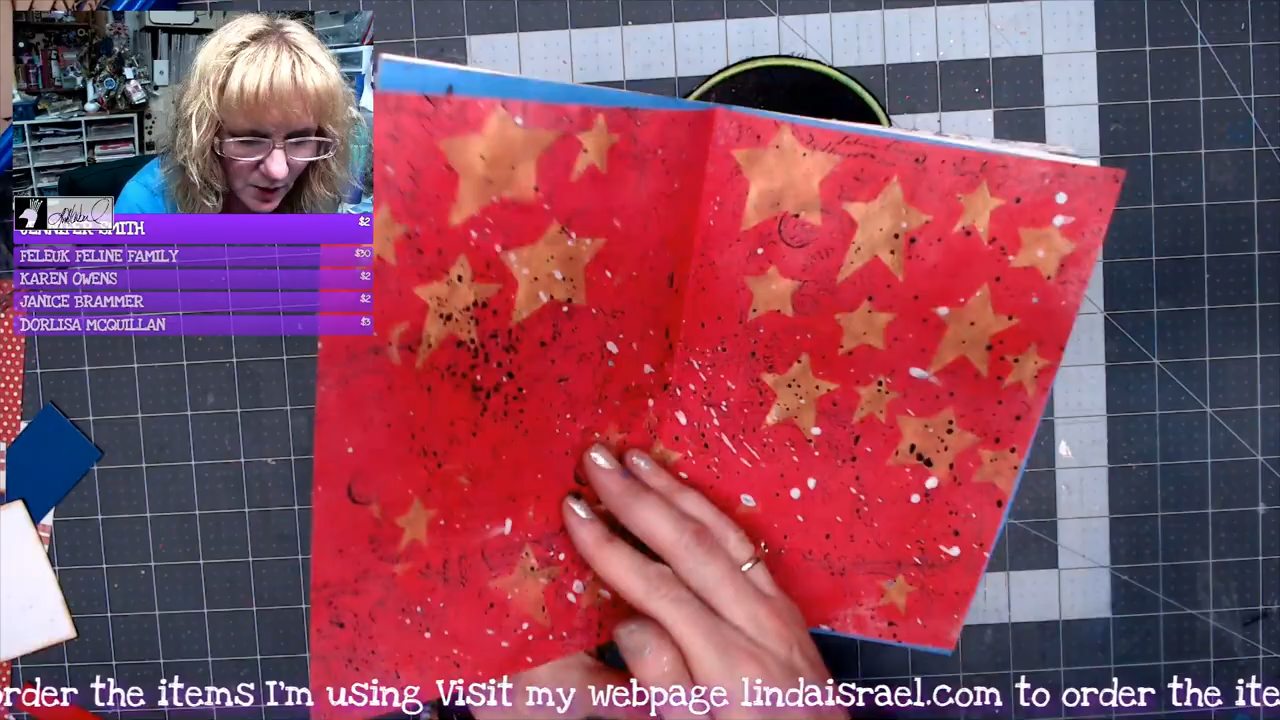 JENNIFER SMITH $2
FELEUK FELINE FAMILY $30
KAREN OWENS $2
JANICE BRAMMER $2
DORLISA MCQUILLAN $3
order the items I'm using Visit my webpage lindaisrael.com to order the ite